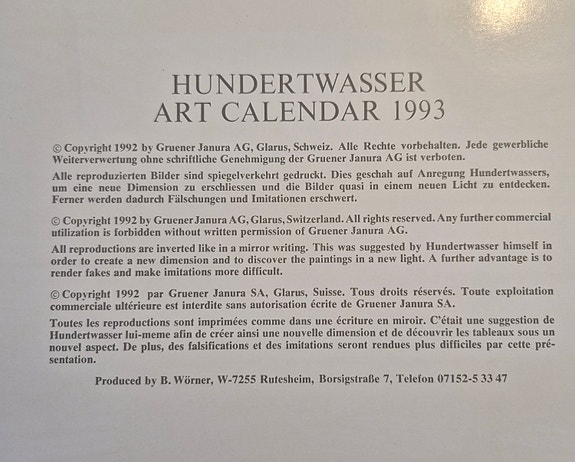 HUNDERTWASSER
ART CALENDAR 1993
© Copyright 1992 by Gruener Janura AG, Glarus, Schweiz. Alle Rechte vorbehalten. Jede gewerbliche
Weiterverwertung ohne schriftliche Genehmigung der Gruener Janura AG ist verboten.
Alle reproduzierten Bilder sind spiegelverkehrt gedruckt. Dies geschah auf Anregung Hundertwassers,
um eine neue Dimension zu erschliessen und die Bilder quasi in einem neuen Licht zu entdecken.
Ferner werden dadurch Fälschungen und Imitationen erschwert.
© Copyright 1992 by Gruener Janura AG, Glarus, Switzerland. All rights reserved. Any further commercial
utilization is forbidden without written permission of Gruener Janura AG.
All reproductions are inverted like in a mirror writing. This was suggested by Hundertwasser himself in
order to create a new dimension and to discover the paintings in a new light. A further advantage is to
render fakes and make imitations more difficult.
© Copyright 1992 par Gruener Janura SA, Glarus, Suisse. Tous droits réservés. Toute exploitation
commerciale ultérieure est interdite sans autorisation écrite de Gruener Janura SA.
Toutes les reproductions sont imprimées comme dans une écriture en miroir. C'était une suggestion de
Hundertwasser lui-meme afin de créer ainsi une nouvelle dimension et de découvrir les tableaux sous un
nouvel aspect. De plus, des falsifications et des imitations seront rendues plus difficiles par cette pré-
sentation.
Produced by B. Wörner, W-7255 Rutesheim, Borsigstraße 7, Telefon 07152-5 33 47